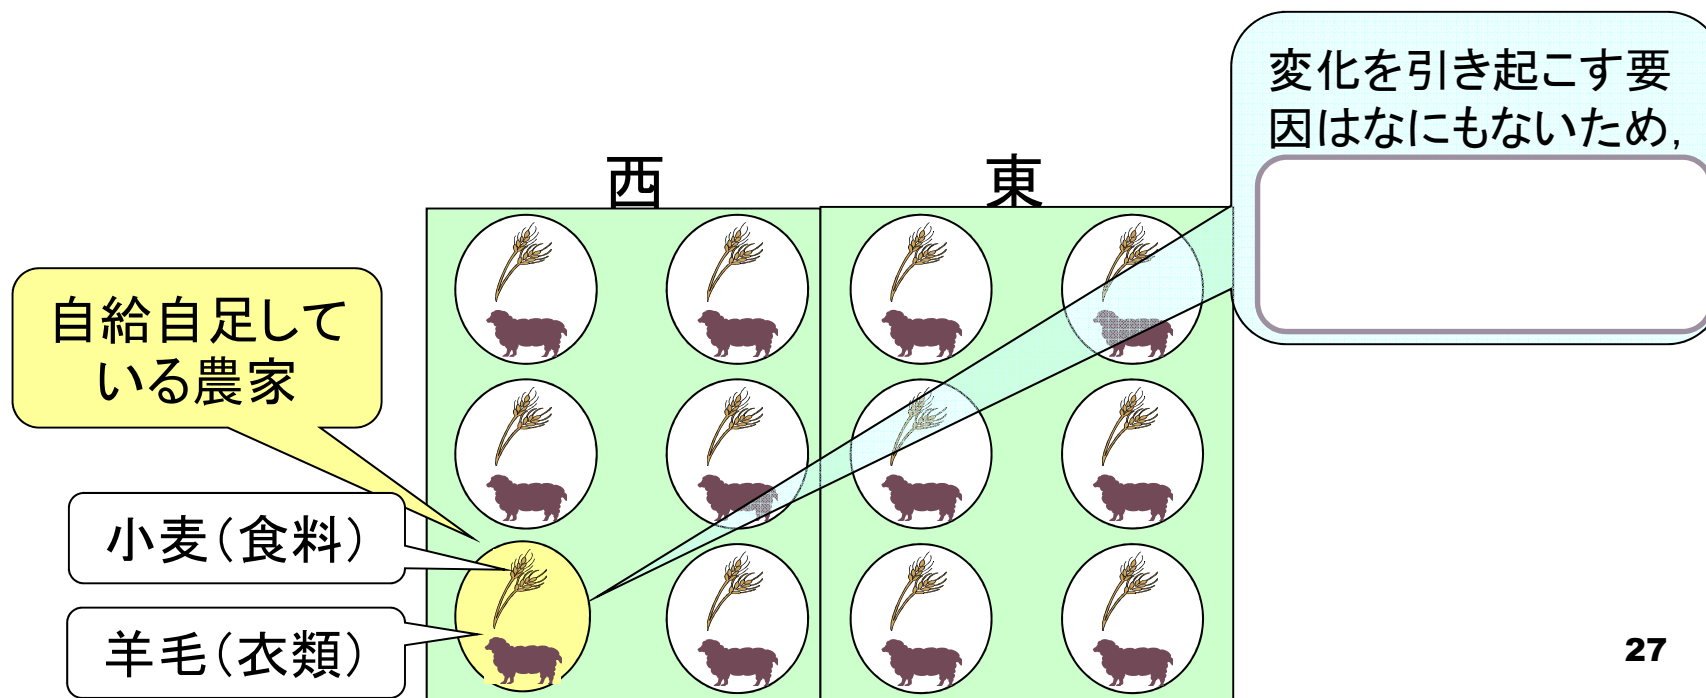 変化を引き起こす要
因はなにもないため,
西
東
自給自足して
いる農家
小麦(食料)
羊毛(衣類)
27